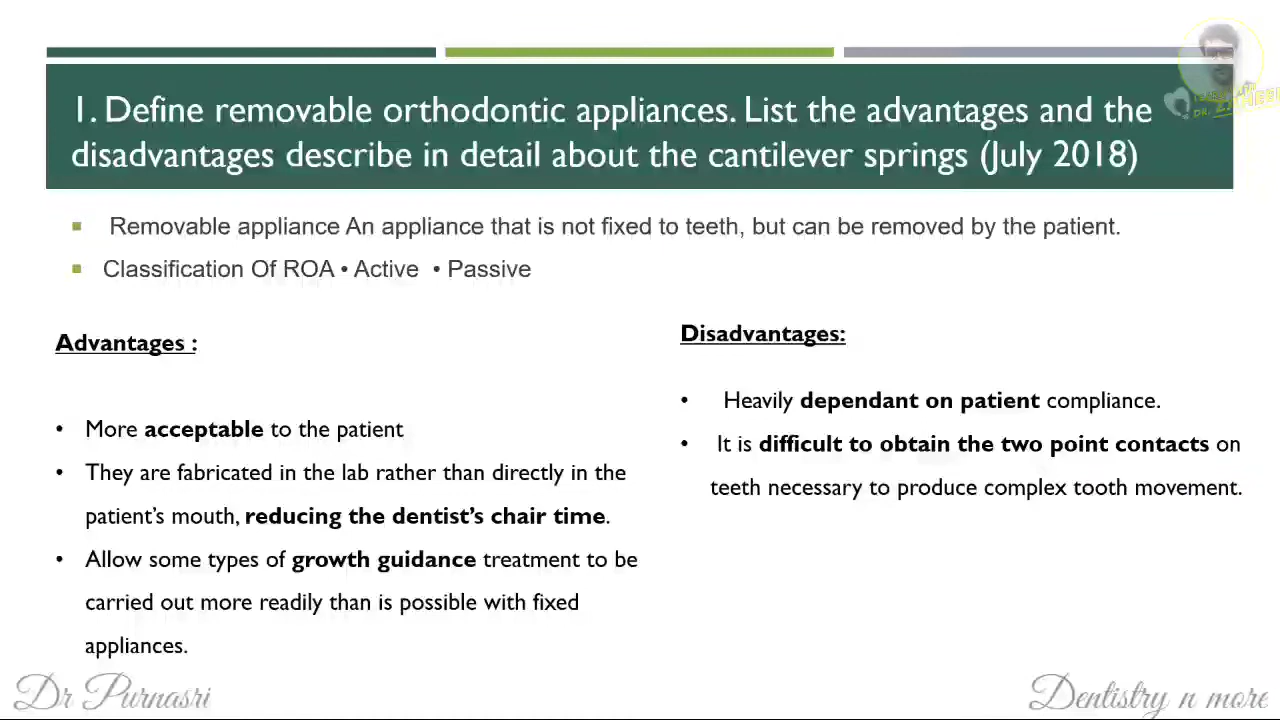 1. Define removable orthodontic appliances. List the advantages and the
disadvantages describe in detail about the cantilever springs (July 2018)
▪ Removable appliance An appliance that is not fixed to teeth, but can be removed by the patient.
▪ Classification Of ROA • Active • Passive
Advantages :
• More acceptable to the patient
• They are fabricated in the lab rather than directly in the
patient’s mouth, reducing the dentist’s chair time.
• Allow some types of growth guidance treatment to be
carried out more readily than is possible with fixed
appliances.
Disadvantages:
• Heavily dependant on patient compliance.
• It is difficult to obtain the two point contacts on
teeth necessary to produce complex tooth movement.
Dr Purnasri
Dentistry n more